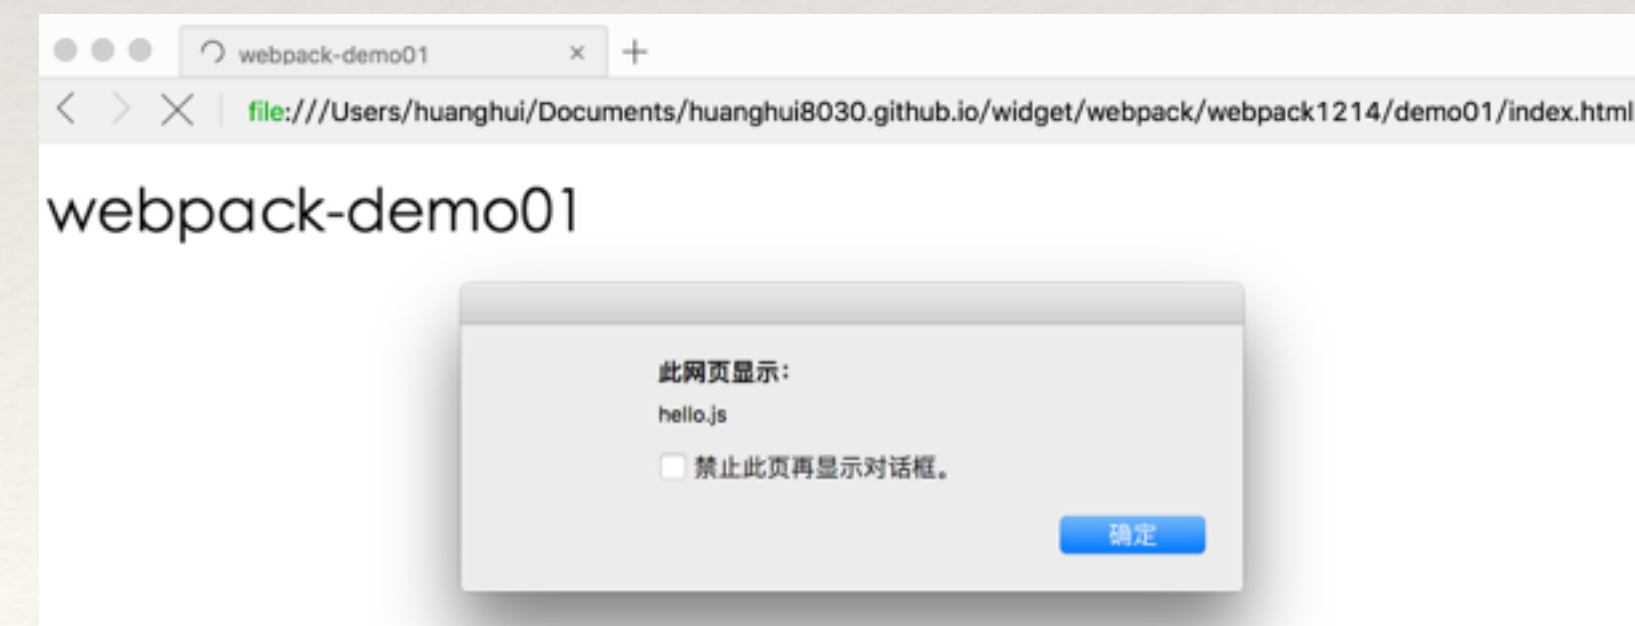 webpack-demo01
file:///Users/huanghui/Documents/huanghui8030.github.io/widget/webpack/webpack1214/demo01/index.html
webpack-demo01
此网页显示：
hello.js
禁止此页再显示对话框。
确定